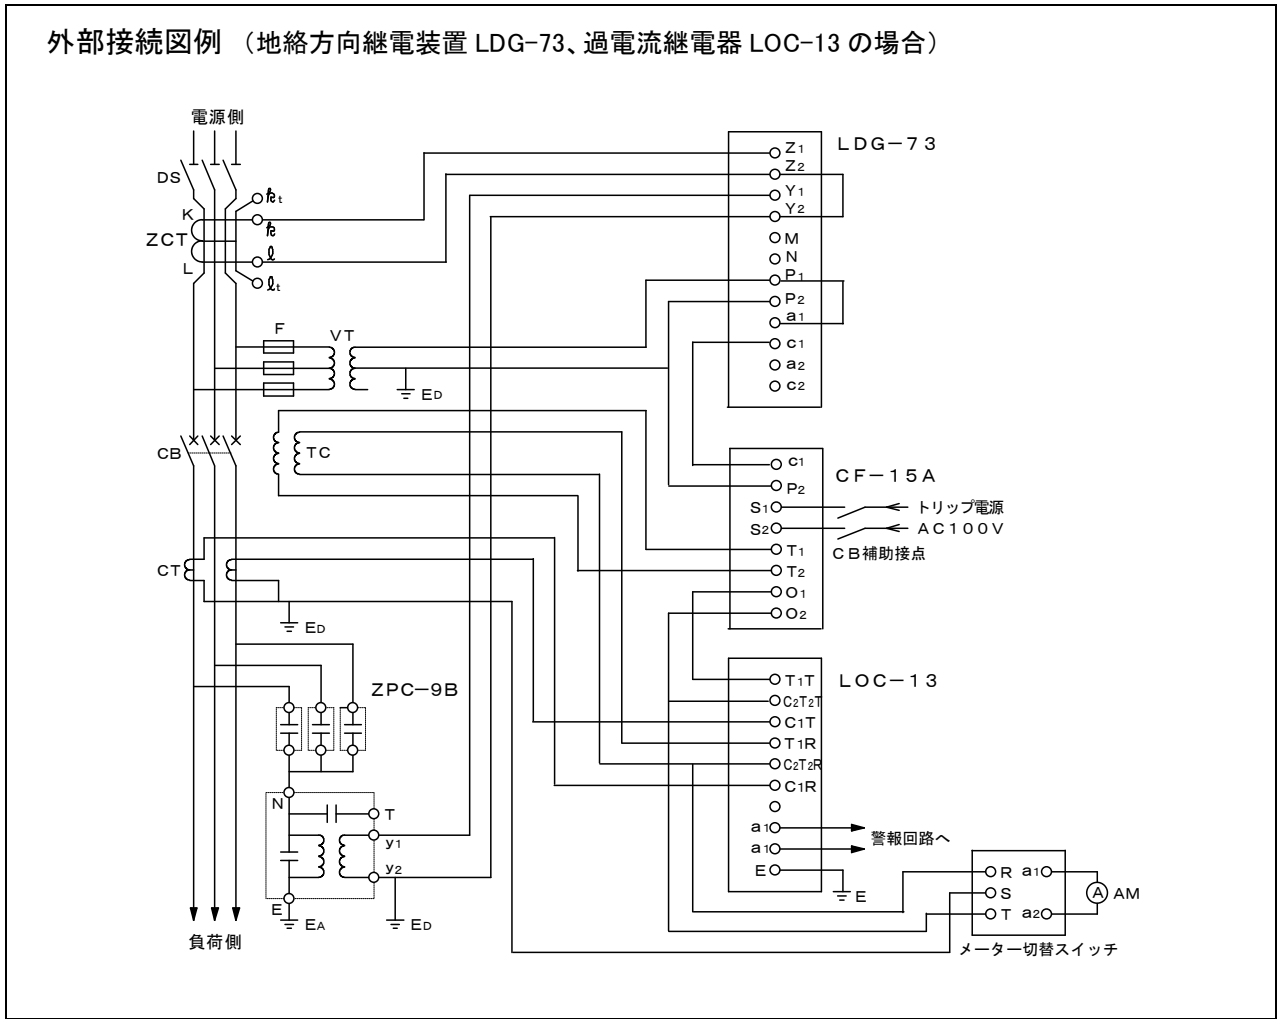 外部接続図例 （地絡方向継電装置 LDG-73、過電流継電器 LOC-13 の場合）
電源側
DS
K
ZCT
L
kt
k
l
lt
F
VT
ED
CB
TC
CT
ED
ZPC-9B
N
T
y1
y2
E
EA
ED
負荷側
LDG-73
Z1
Z2
Y1
Y2
M
N
P1
P2
a1
c1
a2
c2
CF-15A
c1
P2
S1
トリップ電源
S2
AC100V
CB補助接点
T1
T2
O1
O2
LOC-13
T1T
C2T2T
C1T
T1R
C2T2R
C1R
a1
警報回路へ
a1
E
E
R a1
S
T a2
A AM
メーター切替スイッチ